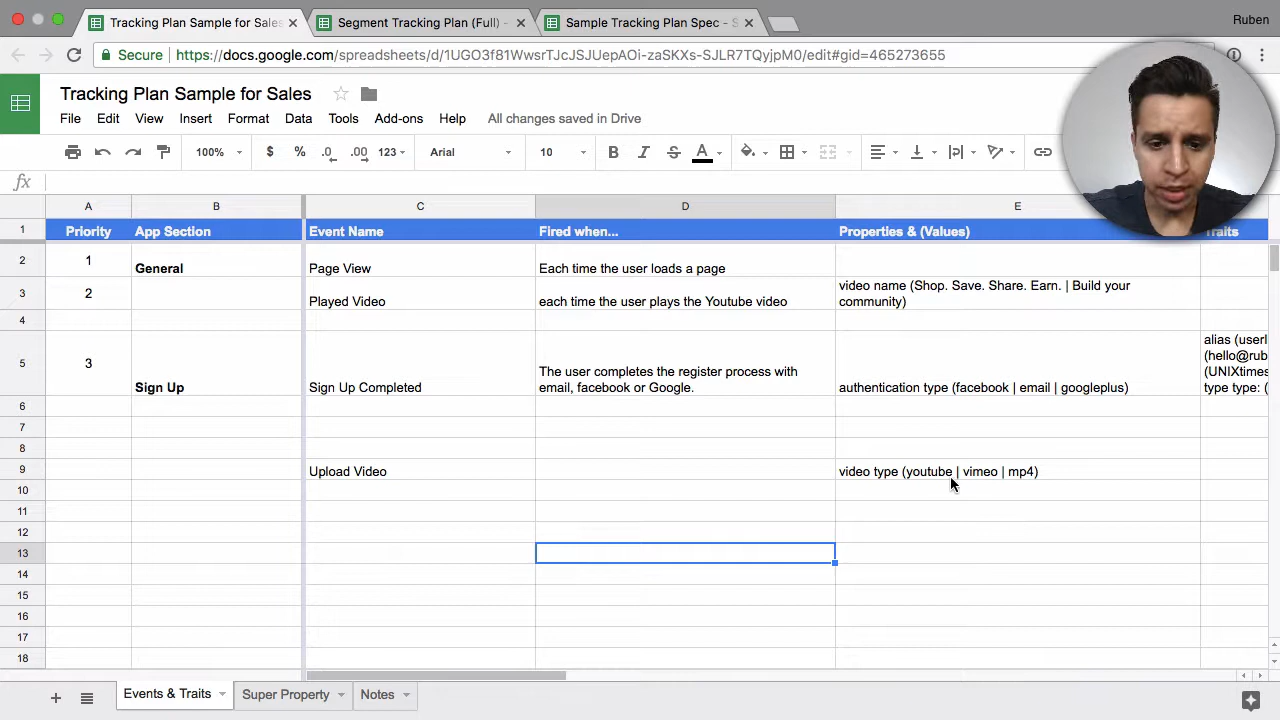 Tracking Plan Sample for Sales
Segment Tracking Plan (Full) -
Sample Tracking Plan Spec - S
Ruben
Secure
https://docs.google.com/spreadsheets/d/1UGO3f81WwsrTJcJSJUepAOi-zaSKXs-SJLR7TQyjpM0/edit#gid=465273655
Tracking Plan Sample for Sales
File Edit View Insert Format Data Tools Add-ons Help All changes saved in Drive
100% $ % .0 .00 123 Arial 10 B I S A
fx
A B C D E
1 Priority App Section Event Name Fired when... Properties & (Values) Traits
2 1 General Page View Each time the user loads a page
3 2 Played Video each time the user plays the Youtube video video name (Shop. Save. Share. Earn. | Build your
community)
4
5 3 Sign Up Sign Up Completed The user completes the register process with
email, facebook or Google. authentication type (facebook | email | googleplus)
alias (userI
(hello@rub
(UNIXtimes
type type: (
6
7
8
9 Upload Video video type (youtube | vimeo | mp4)
10
11
12
13
14
15
16
17
18
+ Events & Traits Super Property Notes